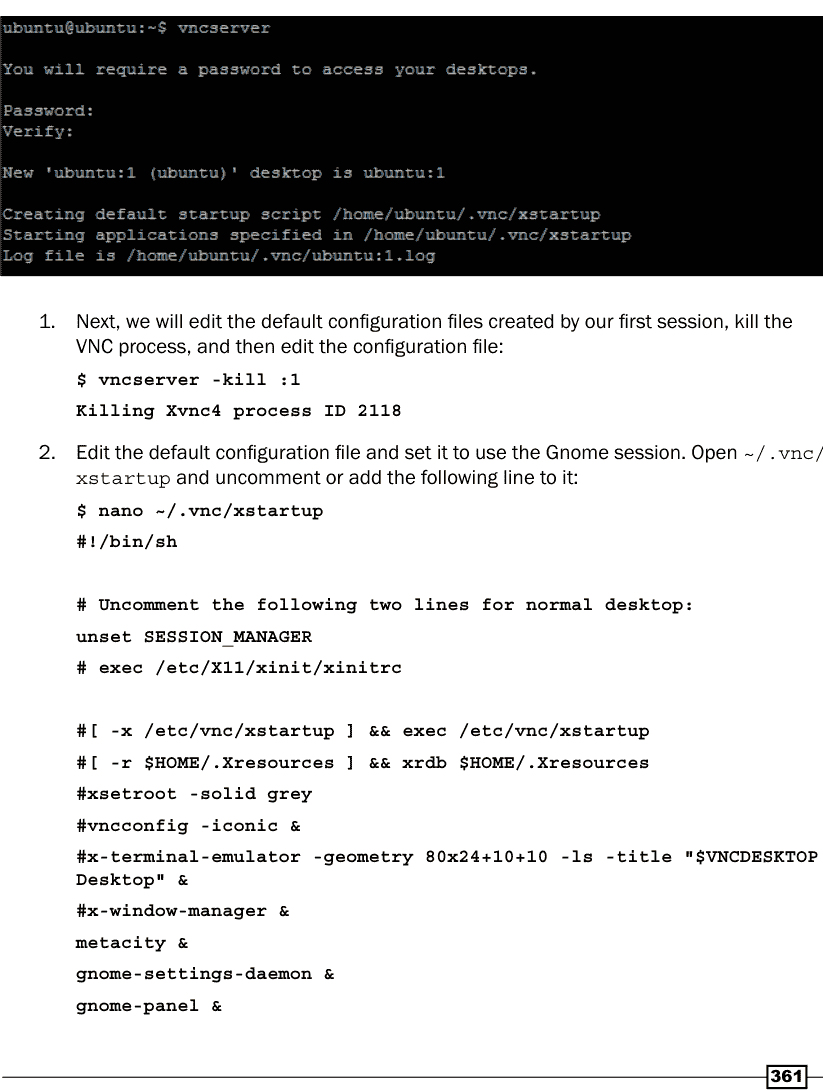 ubuntu@ubuntu:~$ vncserver
You will require a password to access your desktops.
Password:
Verify:
New 'ubuntu:1 (ubuntu)' desktop is ubuntu:1
Creating default startup script /home/ubuntu/.vnc/xstartup
Starting applications specified in /home/ubuntu/.vnc/xstartup
Log file is /home/ubuntu/.vnc/ubuntu:1.log
1. Next, we will edit the default configuration files created by our first session, kill the
VNC process, and then edit the configuration file:
$ vncserver -kill :1
Killing Xvnc4 process ID 2118
2. Edit the default configuration file and set it to use the Gnome session. Open ~/.vnc/
xstartup and uncomment or add the following line to it:
$ nano ~/.vnc/xstartup
#!/bin/sh
# Uncomment the following two lines for normal desktop:
unset SESSION_MANAGER
# exec /etc/X11/xinit/xinitrc
#[ -x /etc/vnc/xstartup ] && exec /etc/vnc/xstartup
#[ -r $HOME/.Xresources ] && xrdb $HOME/.Xresources
#xsetroot -solid grey
#vncconfig -iconic &
#x-terminal-emulator -geometry 80x24+10+10 -ls -title "$VNCDESKTOP
Desktop" &
#x-window-manager &
metacity &
gnome-settings-daemon &
gnome-panel &
361